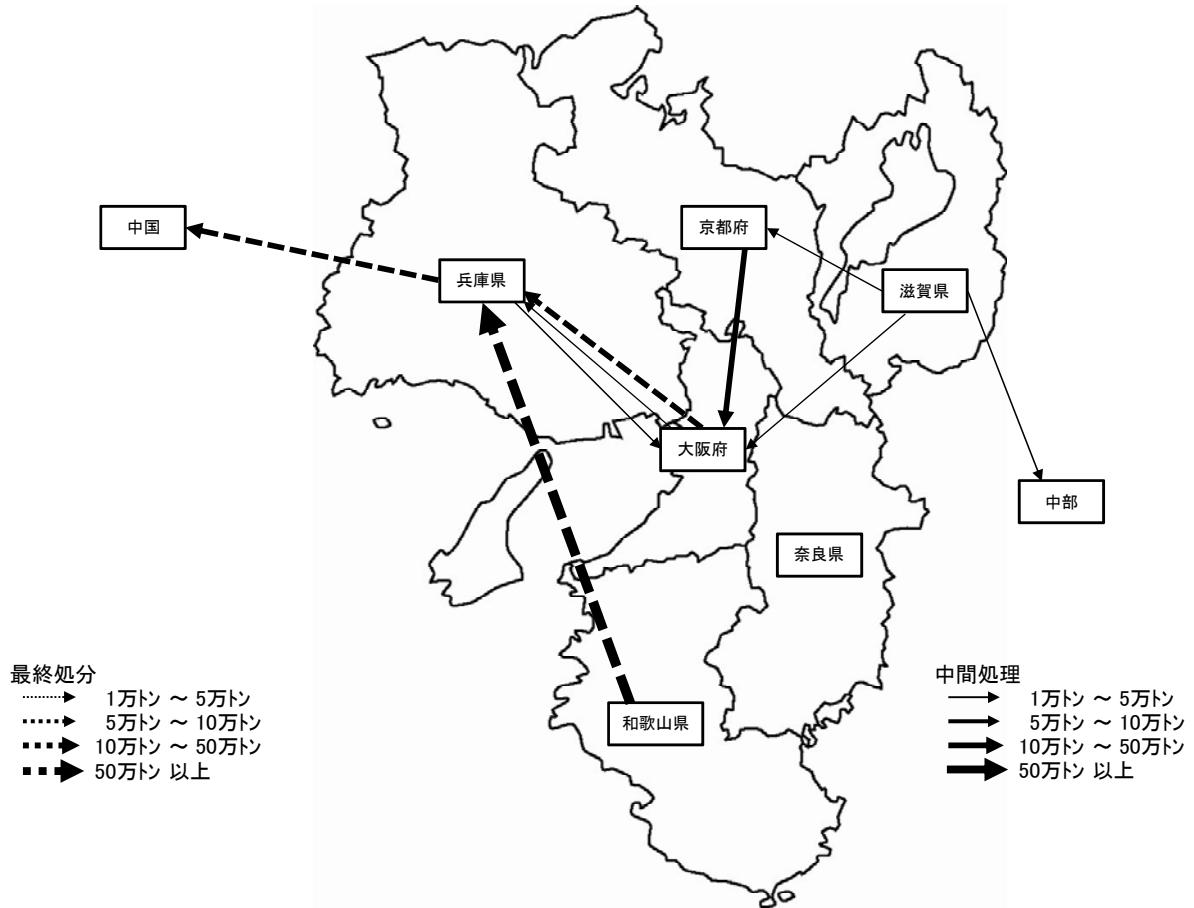 中国
兵庫県
京都府
滋賀県
大阪府
中部
奈良県
和歌山県
最終処分
1万トン ~ 5万トン
5万トン ~ 10万トン
10万トン ~ 50万トン
50万トン 以上
中間処理
1万トン ~ 5万トン
5万トン ~ 10万トン
10万トン ~ 50万トン
50万トン 以上